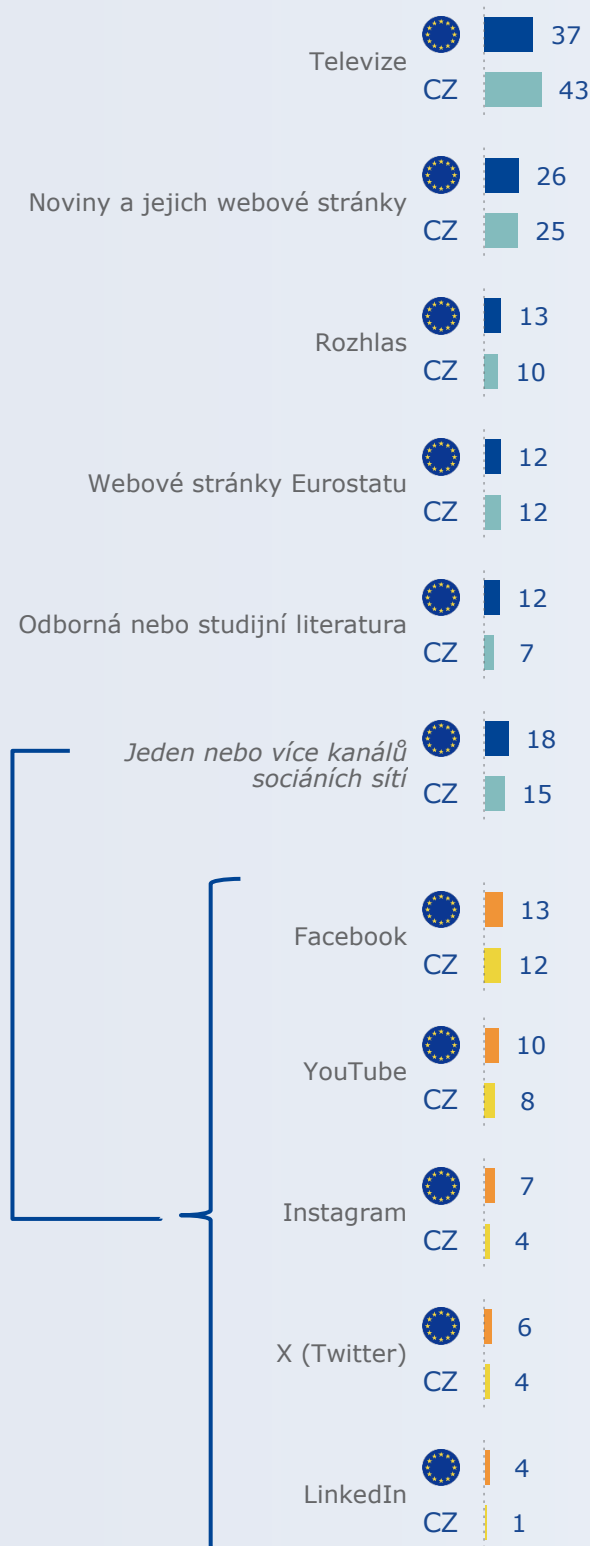 37
Televize
CZ 43
26
Noviny a jejich webové stránky
CZ 25
13
Rozhlas
CZ 10
12
Webové stránky Eurostatu
CZ 12
12
Odborná nebo studijní literatura
CZ 7
18
Jeden nebo více kanálů
sociáních sítí
CZ 15
13
Facebook
CZ 12
10
YouTube
CZ 8
7
Instagram
CZ 4
6
X (Twitter)
CZ 4
4
LinkedIn
CZ 1